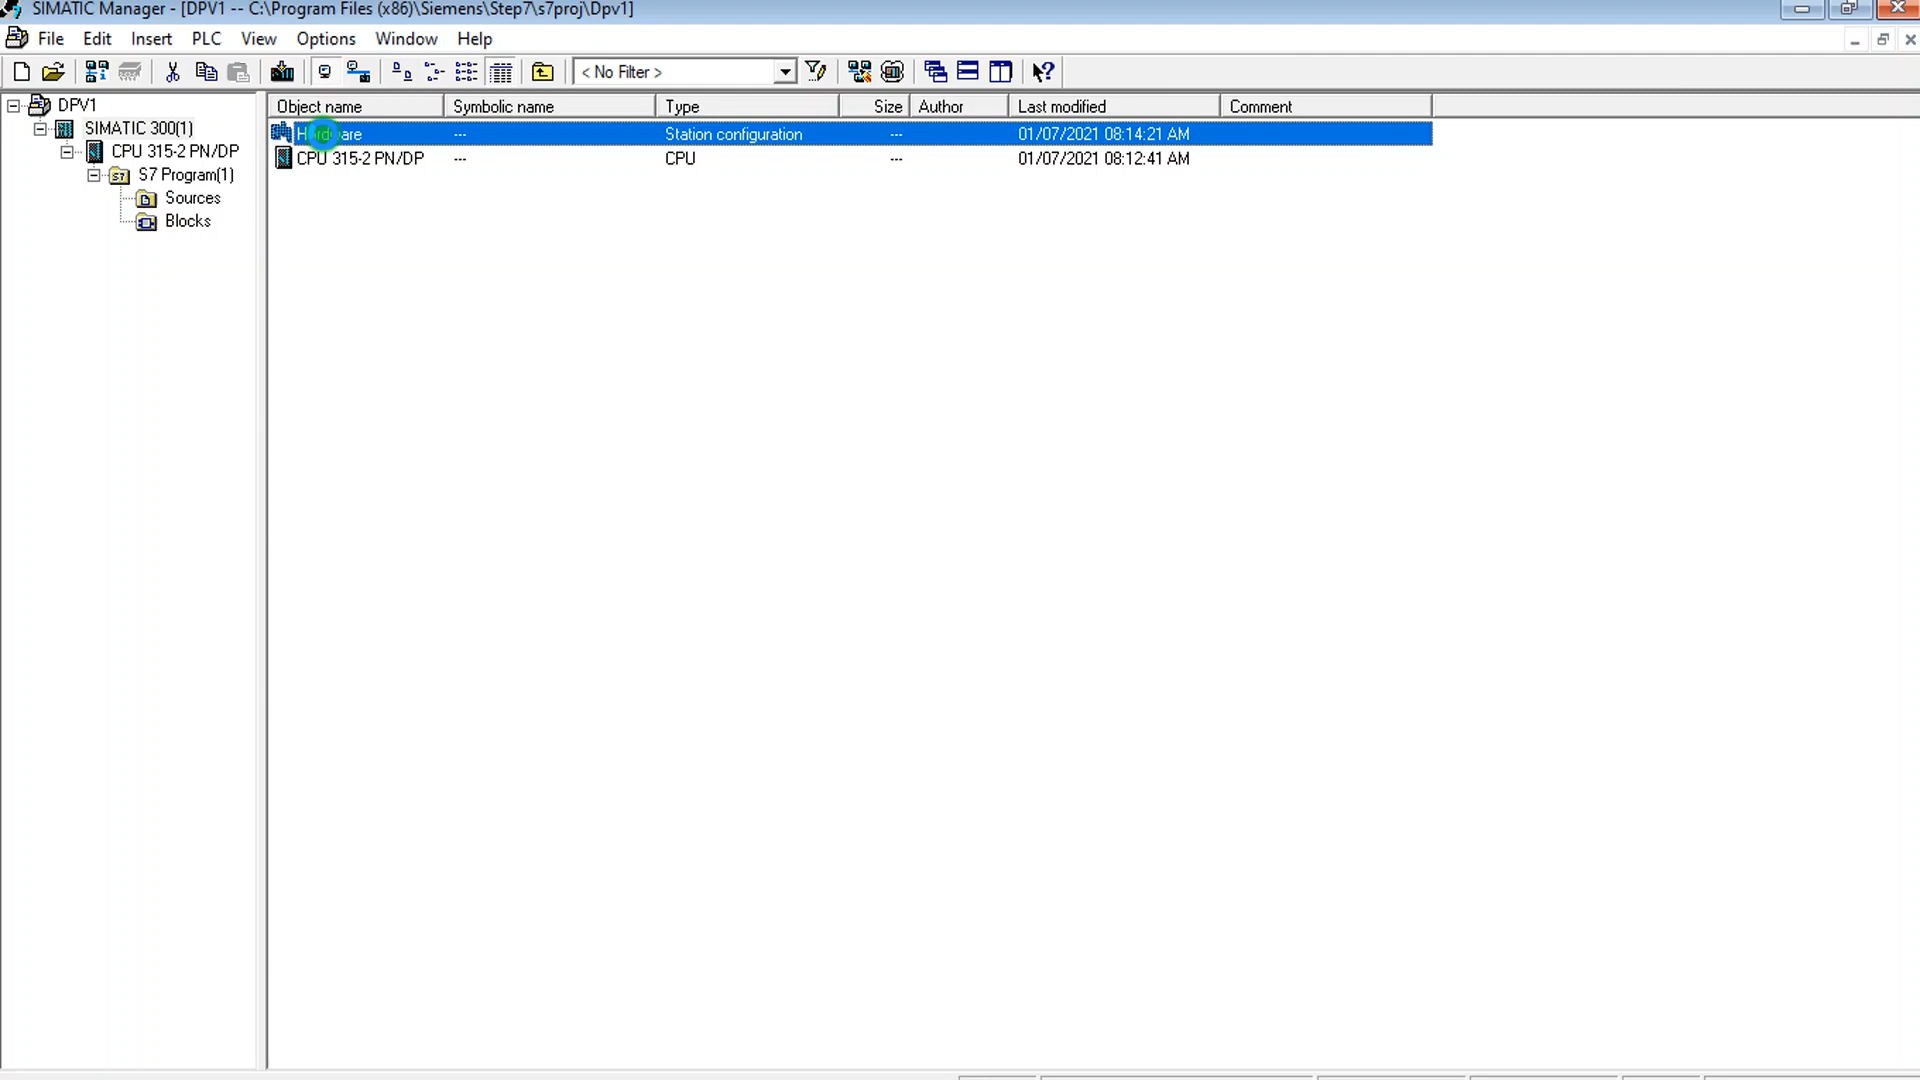 SIMATIC Manager - [DPV1 -- C:\Program Files (x86)\Siemens\Step7\s7proj\Dpv1]
File Edit Insert PLC View Options Window Help
< No Filter >
DPV1
SIMATIC 300(1)
CPU 315-2 PN/DP
S7 Program(1)
Sources
Blocks
Object name Symbolic name Type Size Author Last modified Comment
Hardware --- Station configuration --- 01/07/2021 08:14:21 AM
CPU 315-2 PN/DP --- CPU --- 01/07/2021 08:12:41 AM